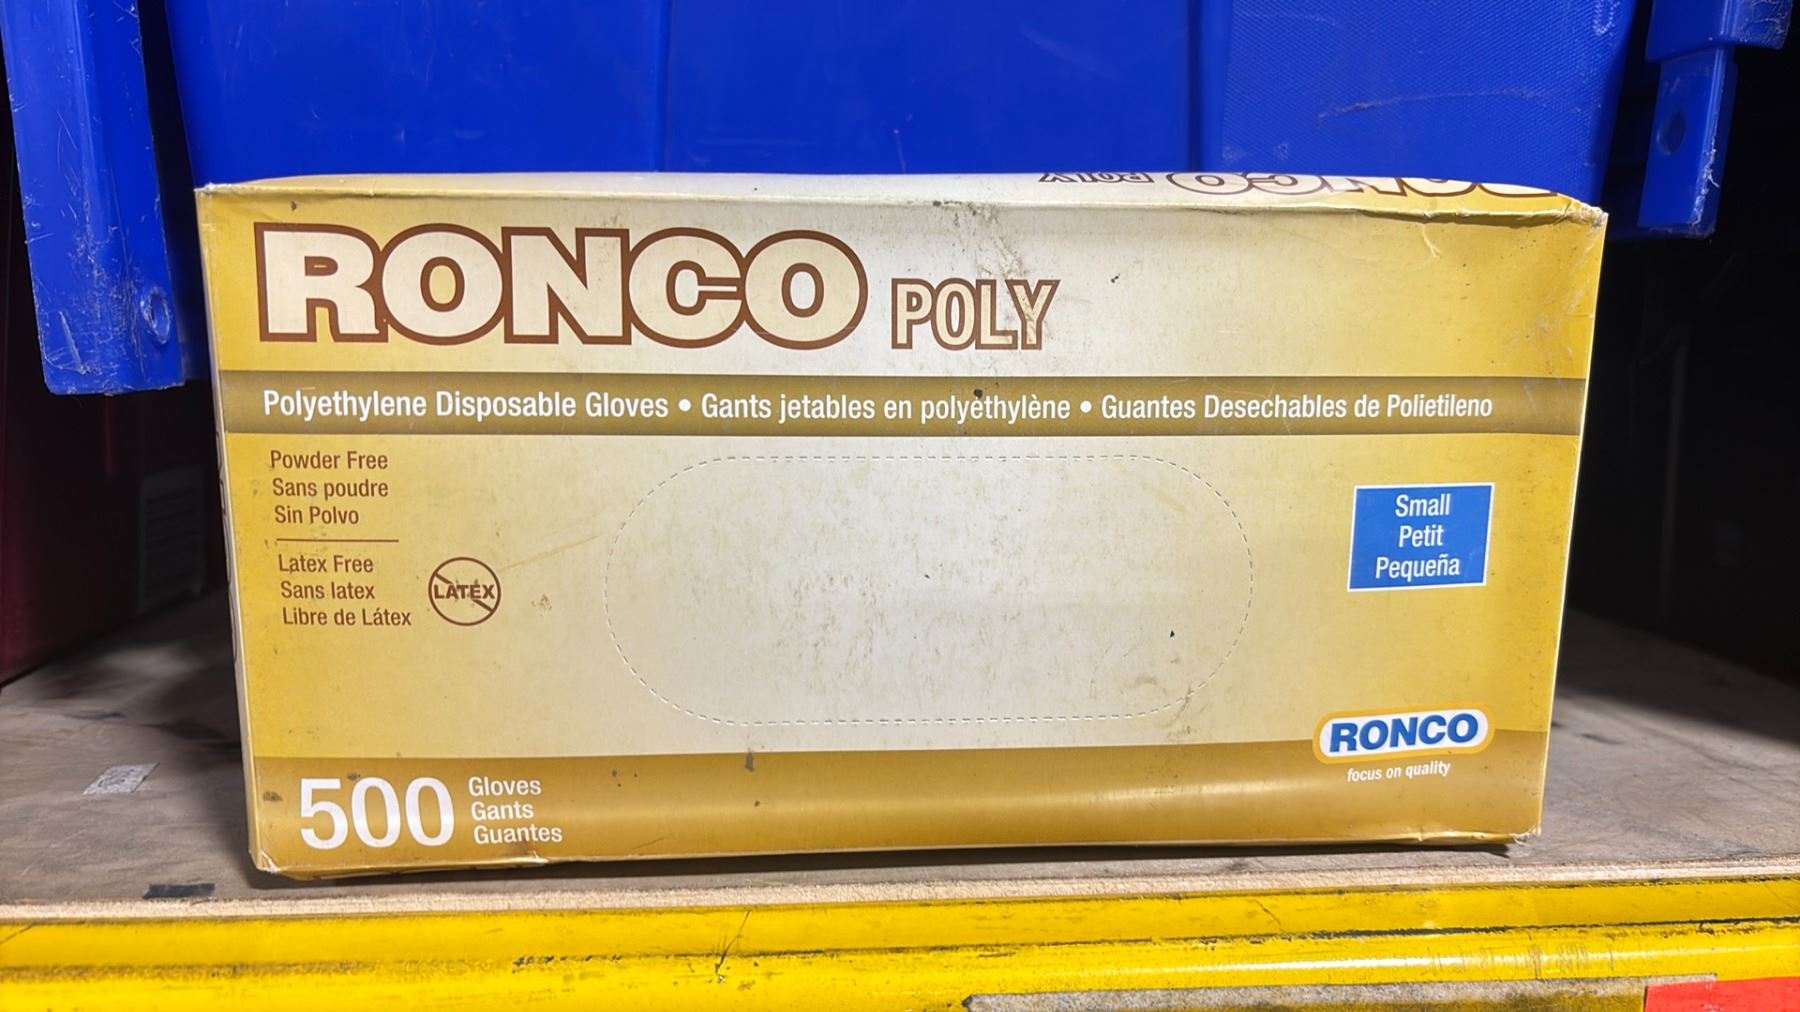 RONCO POLY
RONCO POLY
Polyethylene Disposable Gloves • Gants jetables en polyéthylène • Guantes Desechables de Polietileno
Powder Free
Sans poudre
Sin Polvo
Latex Free
Sans latex
Libre de Látex
LATEX
Small
Petit
Pequeña
RONCO
focus on quality
500 Gloves
Gants
Guantes